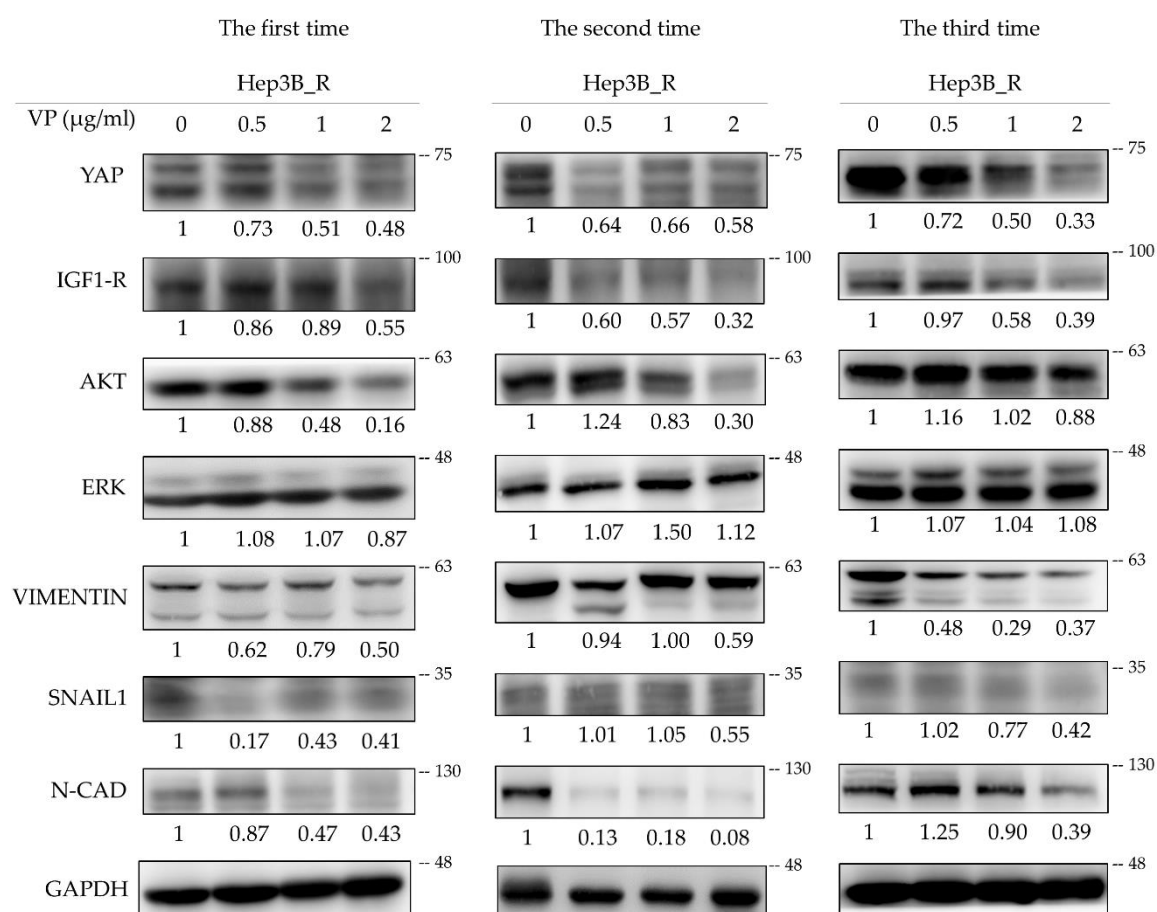 The first time The second time The third time
Hep3B_R Hep3B_R Hep3B_R
VP (µg/ml) 0 0.5 1 2 0 0.5 1 2 0 0.5 1 2
YAP -- 75 -- 75 -- 75
1 0.73 0.51 0.48 1 0.64 0.66 0.58 1 0.72 0.50 0.33
IGF1-R -- 100 -- 100 -- 100
1 0.86 0.89 0.55 1 0.60 0.57 0.32 1 0.97 0.58 0.39
AKT -- 63 -- 63 -- 63
1 0.88 0.48 0.16 1 1.24 0.83 0.30 1 1.16 1.02 0.88
ERK -- 48 -- 48 -- 48
1 1.08 1.07 0.87 1 1.07 1.50 1.12 1 1.07 1.04 1.08
VIMENTIN -- 63 -- 63 -- 63
1 0.62 0.79 0.50 1 0.94 1.00 0.59 1 0.48 0.29 0.37
SNAIL1 -- 35 -- 35 -- 35
1 0.17 0.43 0.41 1 1.01 1.05 0.55 1 1.02 0.77 0.42
N-CAD -- 130 -- 130 -- 130
1 0.87 0.47 0.43 1 0.13 0.18 0.08 1 1.25 0.90 0.39
GAPDH -- 48 -- 48 -- 48